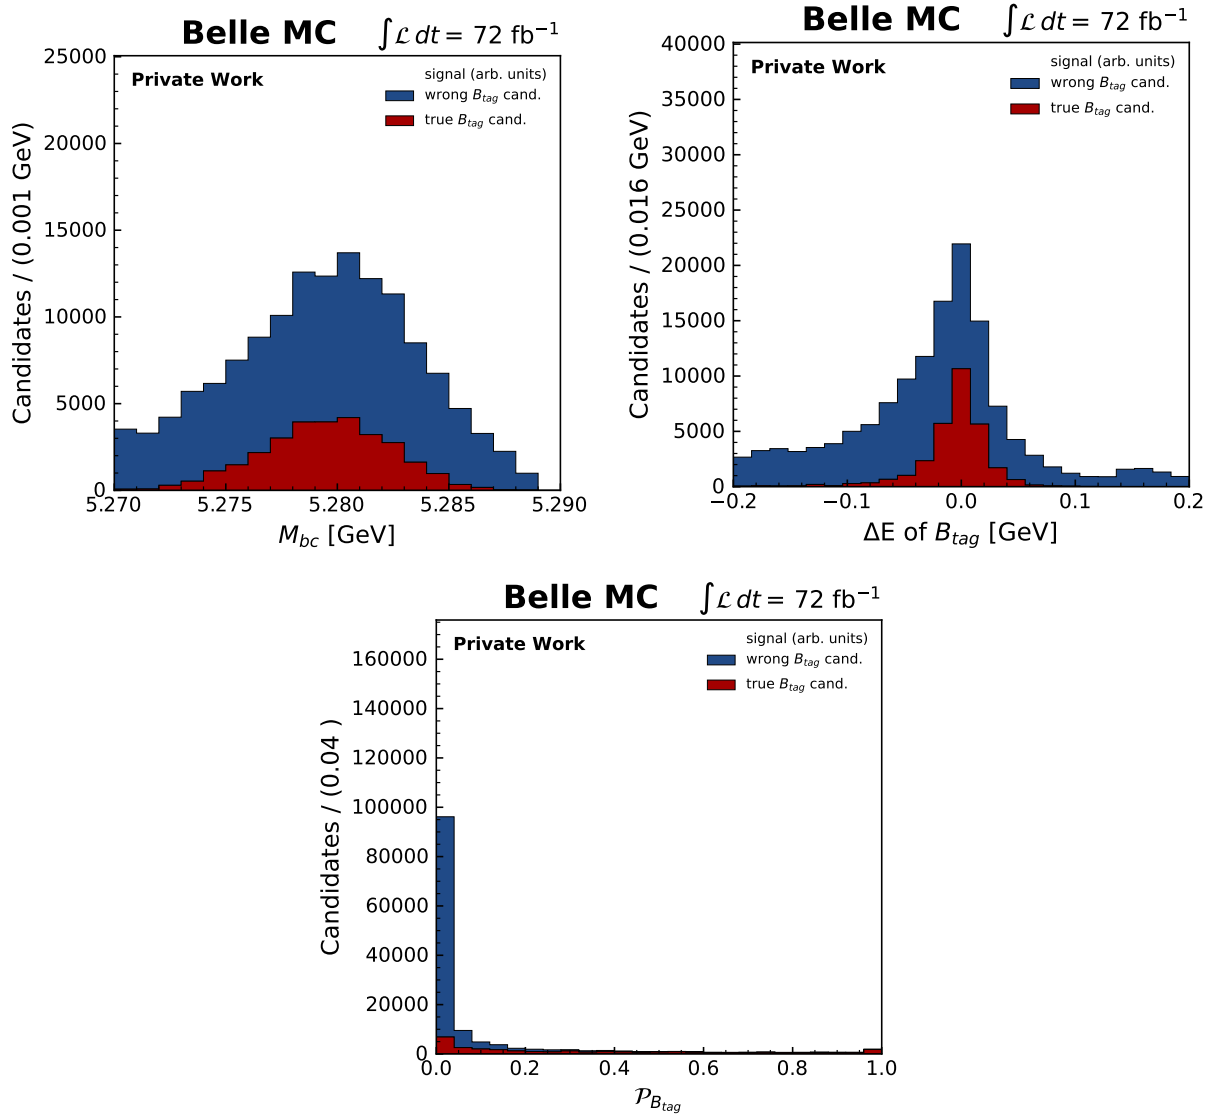 Belle MC ∫ℒ dt = 72 fb⁻¹
Private Work
signal (arb. units)
wrong B_tag cand.
true B_tag cand.
Candidates / (0.001 GeV)
25000
20000
15000
10000
5000
0
5.270 5.275 5.280 5.285 5.290
M_bc [GeV]
Belle MC ∫ℒ dt = 72 fb⁻¹
Private Work
signal (arb. units)
wrong B_tag cand.
true B_tag cand.
Candidates / (0.016 GeV)
40000
35000
30000
25000
20000
15000
10000
5000
0
−0.2 −0.1 0.0 0.1 0.2
ΔE of B_tag [GeV]
Belle MC ∫ℒ dt = 72 fb⁻¹
Private Work
signal (arb. units)
wrong B_tag cand.
true B_tag cand.
Candidates / (0.04 )
160000
140000
120000
100000
80000
60000
40000
20000
0
0.0 0.2 0.4 0.6 0.8 1.0
𝒫_B_tag